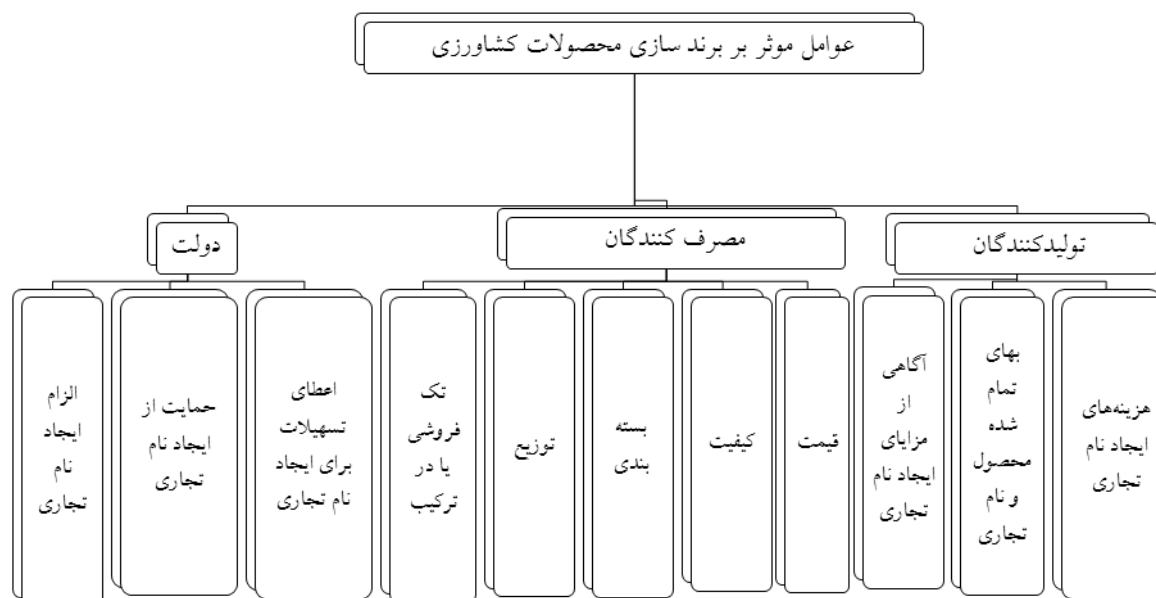 عوامل موثر بر برند سازی محصولات کشاورزی
تولیدکنندگان
مصرف کنندگان
دولت
هزینه‌های
ایجاد نام
تجاری
بهای
تمام
شده
محصول
و نام
تجاری
آگاهی
از
مزایای
ایجاد نام
تجاری
قیمت
کیفیت
بسته
بندی
توزیع
تک
فروشی
یا در
ترکیب
اعطای
تسهیلات
برای ایجاد
نام تجاری
حمایت از
ایجاد نام
تجاری
الزام
ایجاد
نام
تجاری